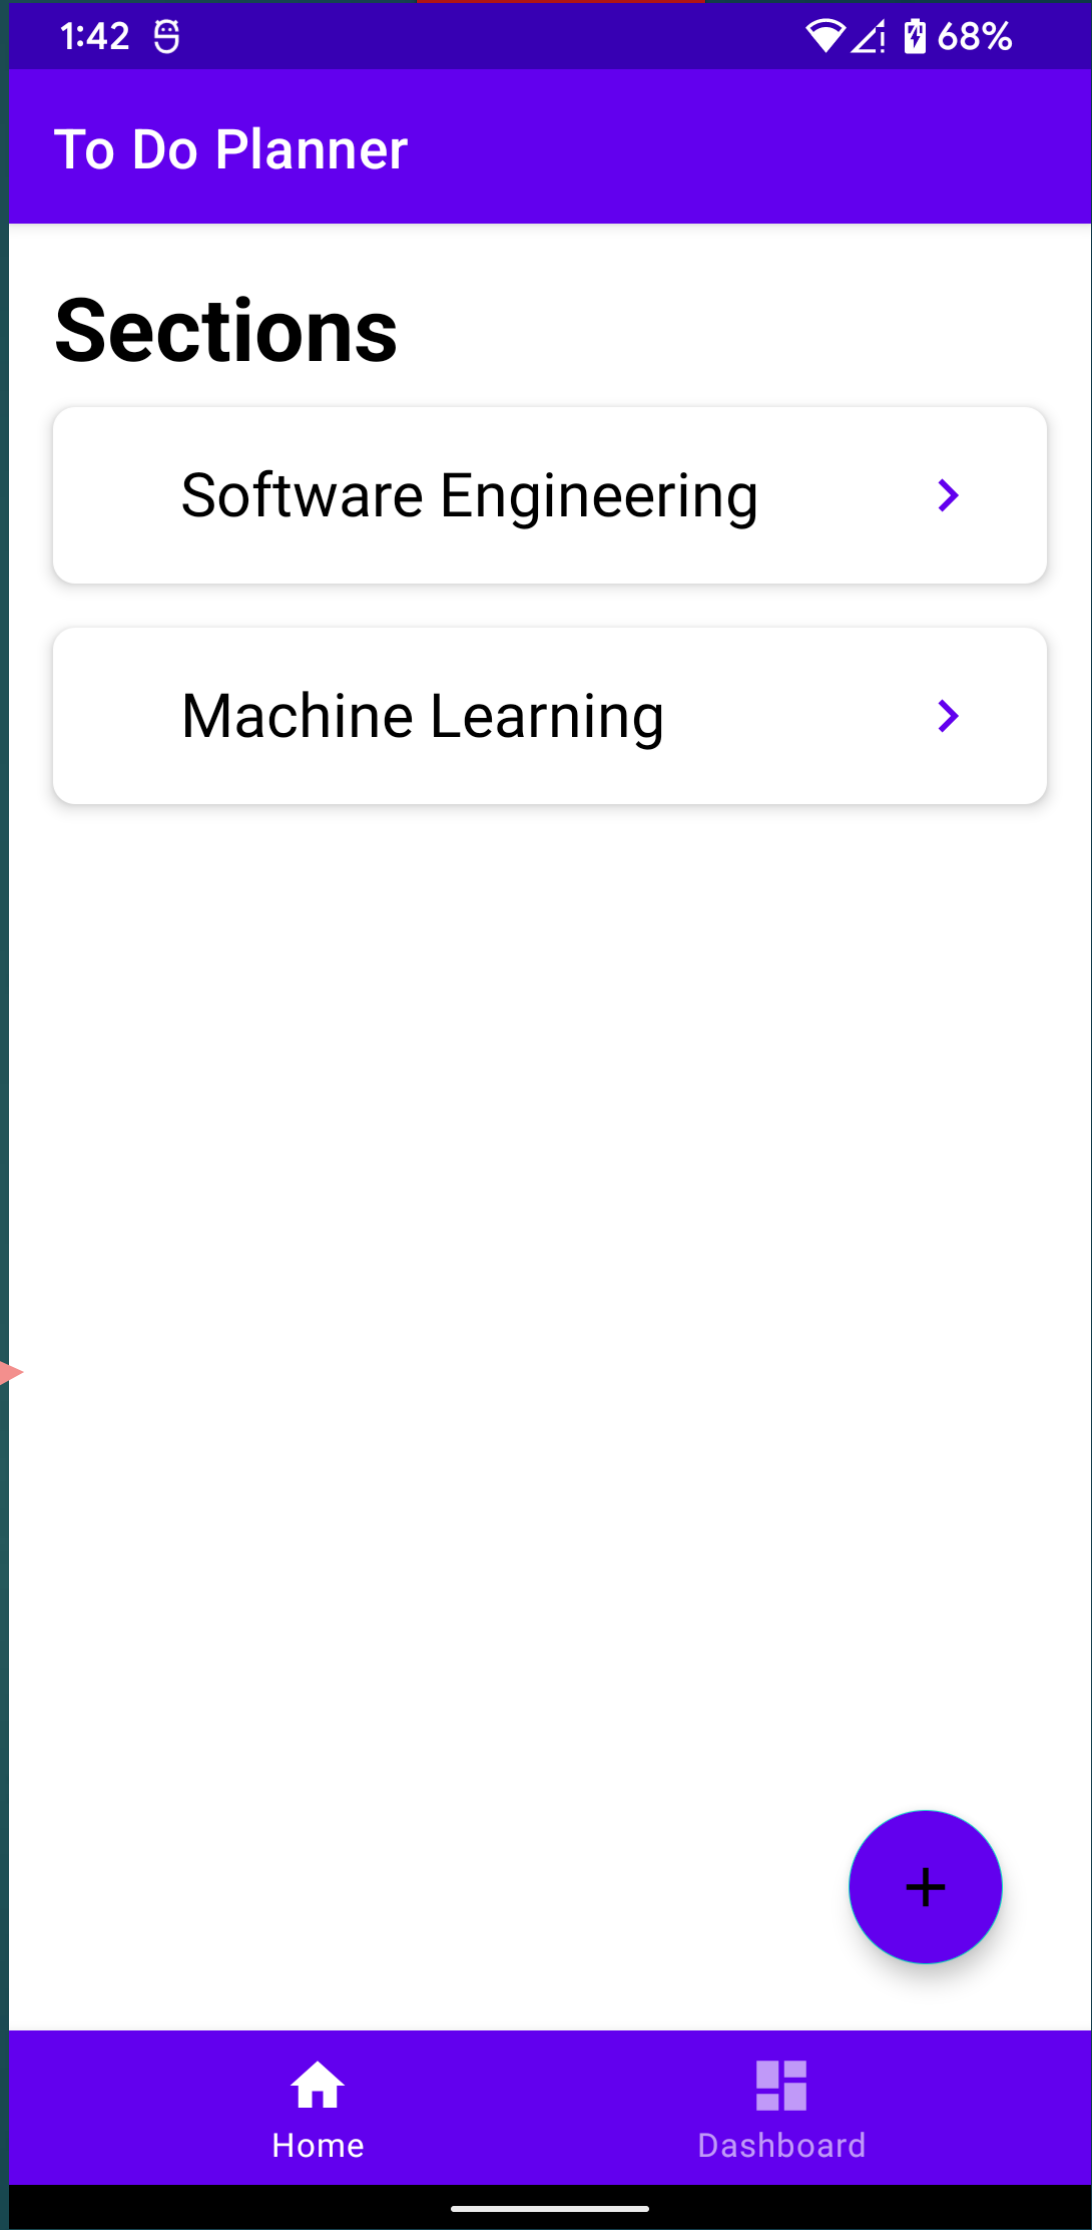 1:42 68%
To Do Planner
Sections
Software Engineering
Machine Learning
Home Dashboard